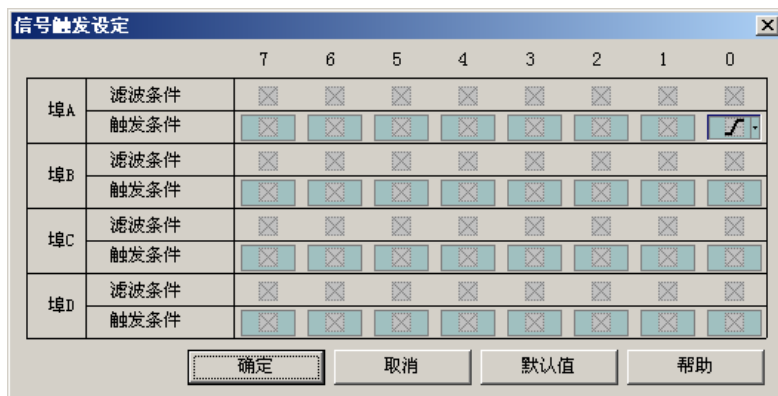 信号触发设定
7 6 5 4 3 2 1 0
埠A
滤波条件
触发条件
埠B
滤波条件
触发条件
埠C
滤波条件
触发条件
埠D
滤波条件
触发条件
确定 取消 默认值 帮助